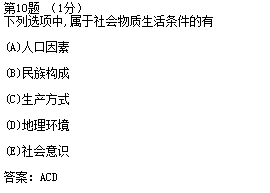 第10题 （1分）
下列选项中,属于社会物质生活条件的有
(A)人口因素
(B)民族构成
(C)生产方式
(D)地理环境
(E)社会意识
答案：ACD